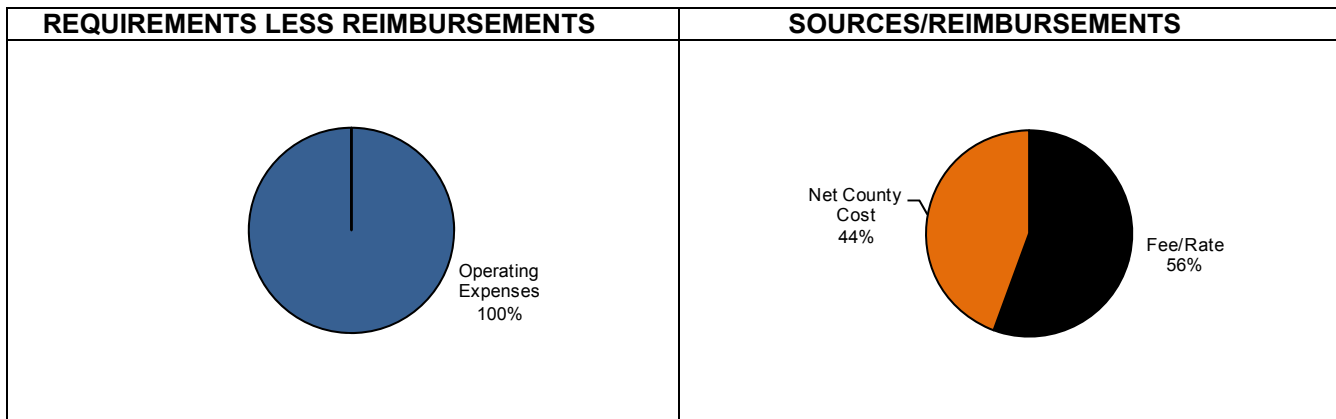 REQUIREMENTS LESS REIMBURSEMENTS
SOURCES/REIMBURSEMENTS
Operating
Expenses
100%
Net County
Cost
44%
Fee/Rate
56%